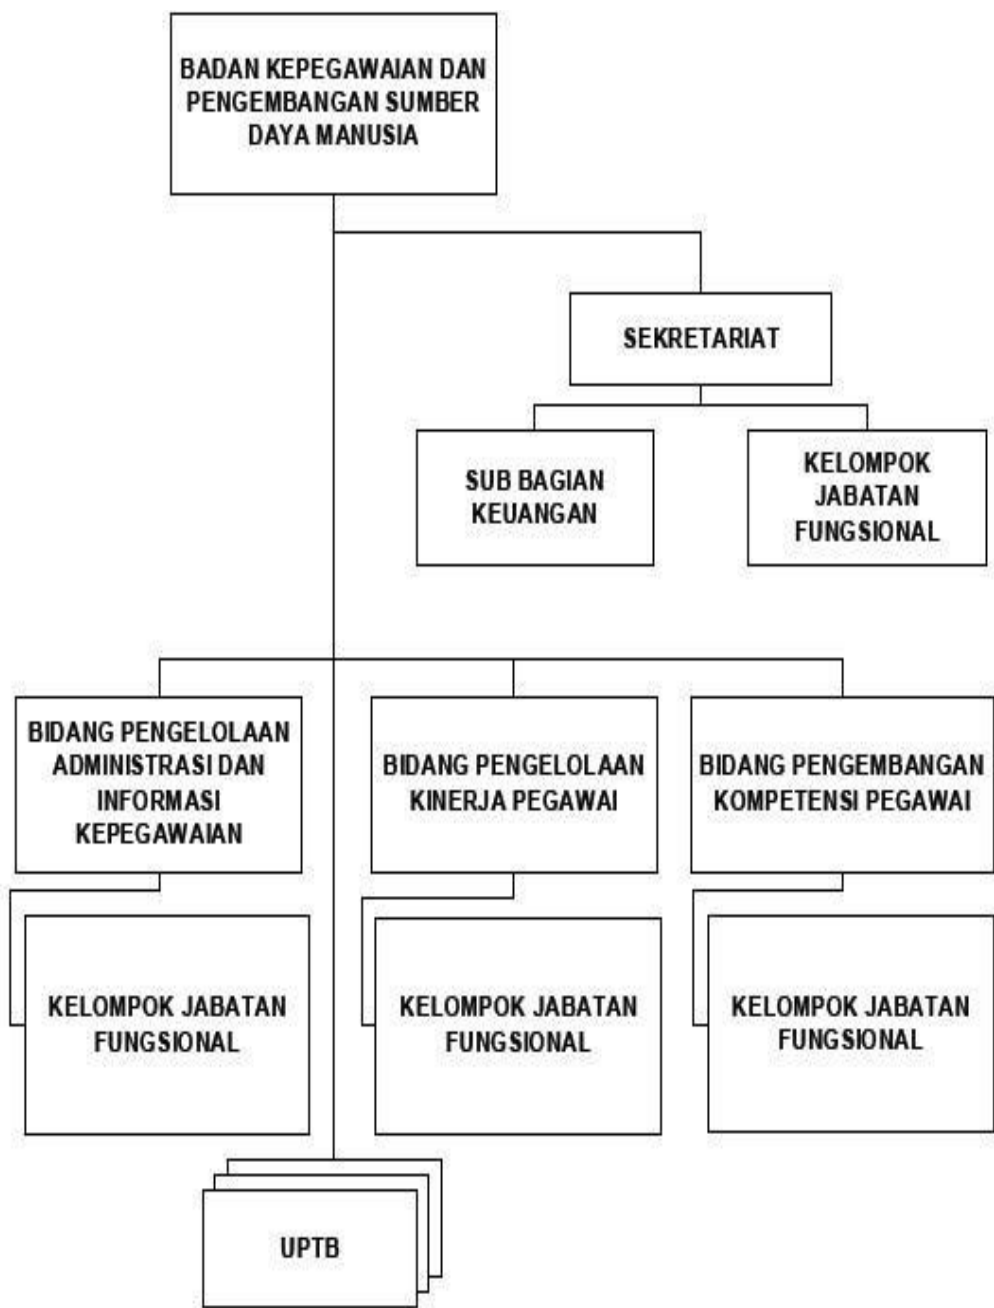 BADAN KEPEGAWAIAN DAN
PENGEMBANGAN SUMBER
DAYA MANUSIA
SEKRETARIAT
SUB BAGIAN
KEUANGAN
KELOMPOK
JABATAN
FUNGSIONAL
BIDANG PENGELOLAAN
ADMINISTRASI DAN
INFORMASI
KEPEGAWAIAN
BIDANG PENGELOLAAN
KINERJA PEGAWAI
BIDANG PENGEMBANGAN
KOMPETENSI PEGAWAI
KELOMPOK JABATAN
FUNGSIONAL
KELOMPOK JABATAN
FUNGSIONAL
KELOMPOK JABATAN
FUNGSIONAL
UPTB